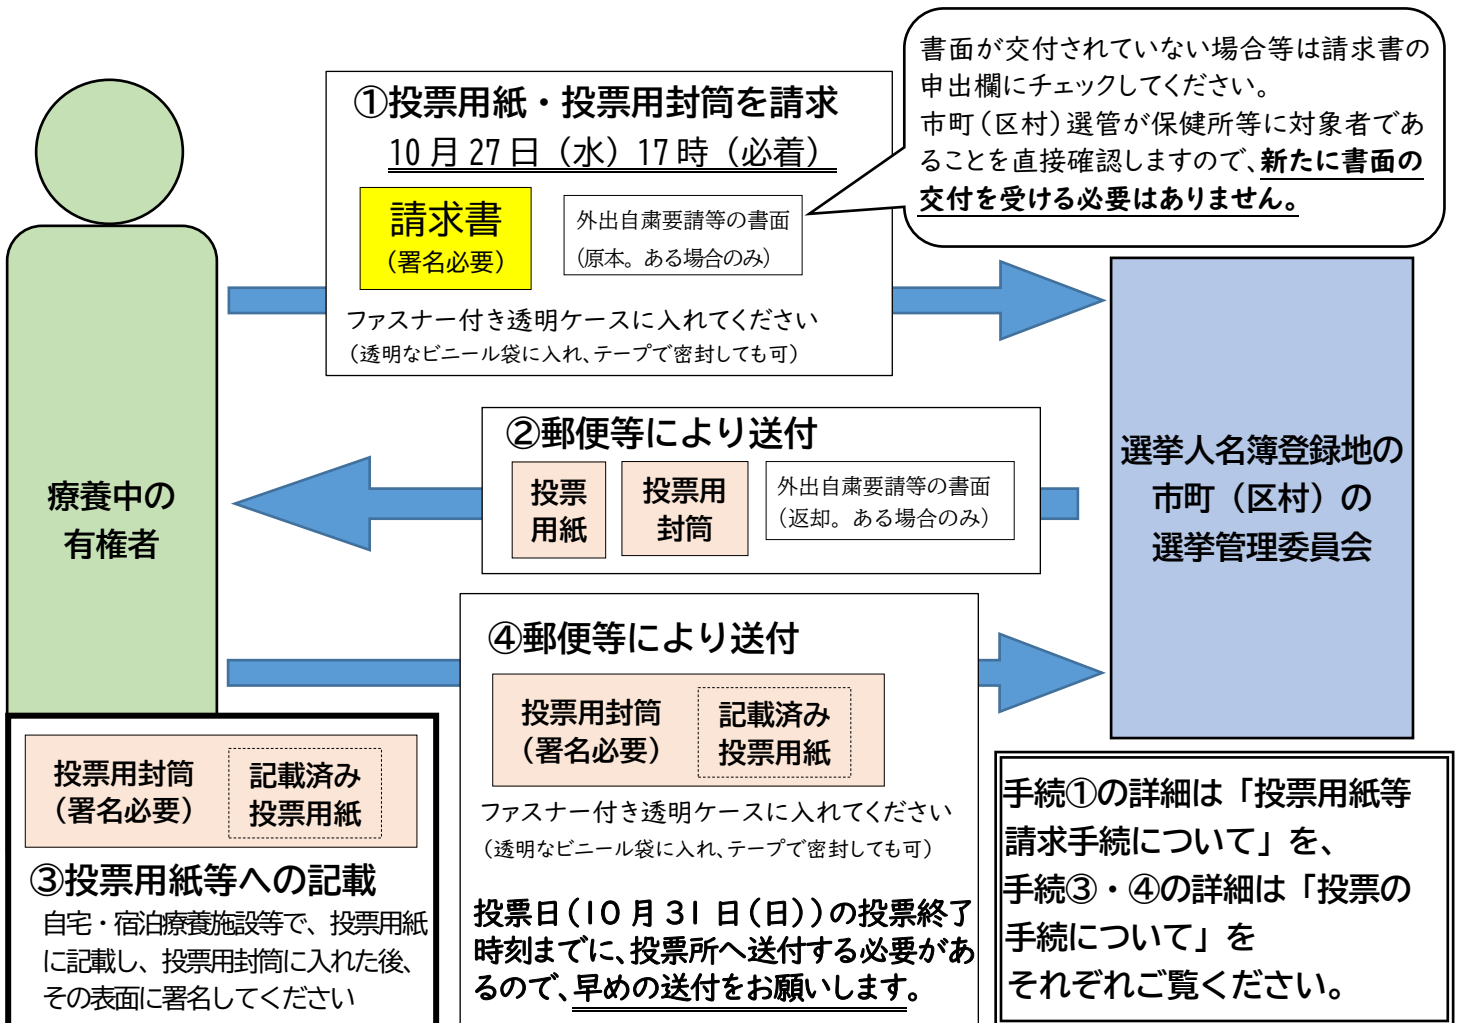 ①投票用紙・投票用封筒を請求
10月27日（水）17時（必着）
請求書
（署名必要）
外出自粛要請等の書面
（原本。ある場合のみ）
ファスナー付き透明ケースに入れてください
（透明なビニール袋に入れ、テープで密封しても可）
書面が交付されていない場合等は請求書の
申出欄にチェックしてください。
市町（区村）選管が保健所等に対象者であ
ることを直接確認しますので、新たに書面の
交付を受ける必要はありません。
療養中の
有権者
選挙人名簿登録地の
市町（区村）の
選挙管理委員会
②郵便等により送付
投票
用紙
投票用
封筒
外出自粛要請等の書面
（返却。ある場合のみ）
投票用封筒
（署名必要）
記載済み
投票用紙
③投票用紙等への記載
自宅・宿泊療養施設等で、投票用紙
に記載し、投票用封筒に入れた後、
その表面に署名してください
④郵便等により送付
投票用封筒
（署名必要）
記載済み
投票用紙
ファスナー付き透明ケースに入れてください
（透明なビニール袋に入れ、テープで密封しても可）
投票日（10月31日（日））の投票終了
時刻までに、投票所へ送付する必要があ
るので、早めの送付をお願いします。
手続①の詳細は「投票用紙等
請求手続について」を、
手続③・④の詳細は「投票の
手続について」を
それぞれご覧ください。